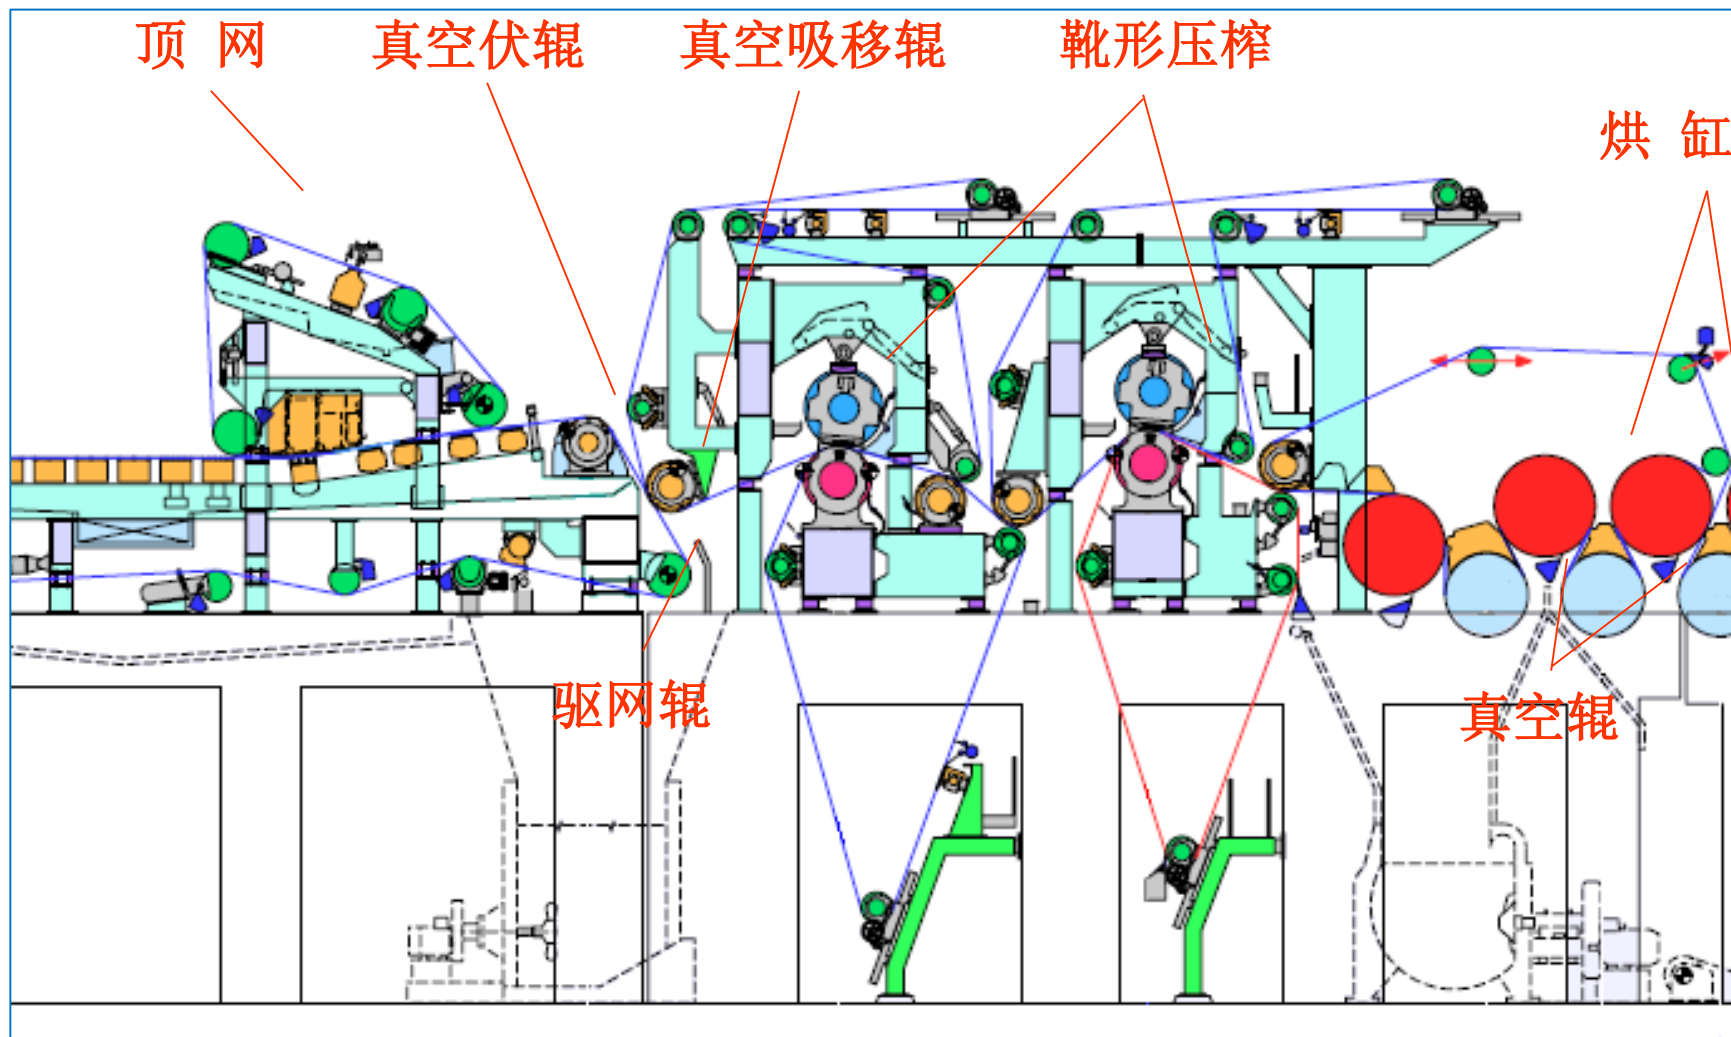 顶 网
真空伏辊
真空吸移辊
靴形压榨
烘 缸
驱网辊
真空辊